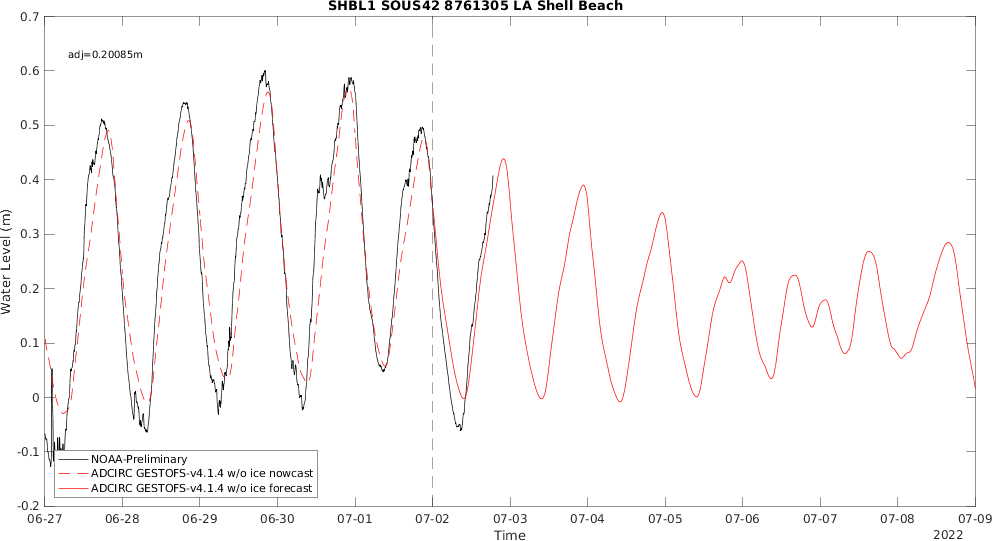 SHBL1 SOUS42 8761305 LA Shell Beach
adj=0.20085m
Water Level (m)
0.7
0.6
0.5
0.4
0.3
0.2
0.1
0
-0.1
-0.2
NOAA-Preliminary
ADCIRC GESTOFS-v4.1.4 w/o ice nowcast
ADCIRC GESTOFS-v4.1.4 w/o ice forecast
06-27 06-28 06-29 06-30 07-01 07-02 07-03 07-04 07-05 07-06 07-07 07-08 07-09
Time
2022